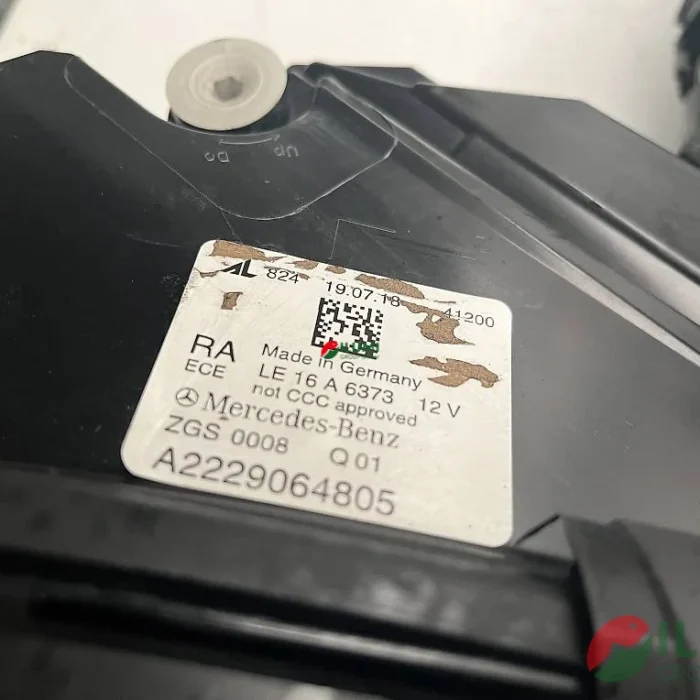 UP DO
AL 824 19.07.18 41200
RA Made in Germany
ECE LE 16 A 6373 12 V
not CCC approved
Mercedes-Benz
ZGS 0008 Q 01
A2229064805